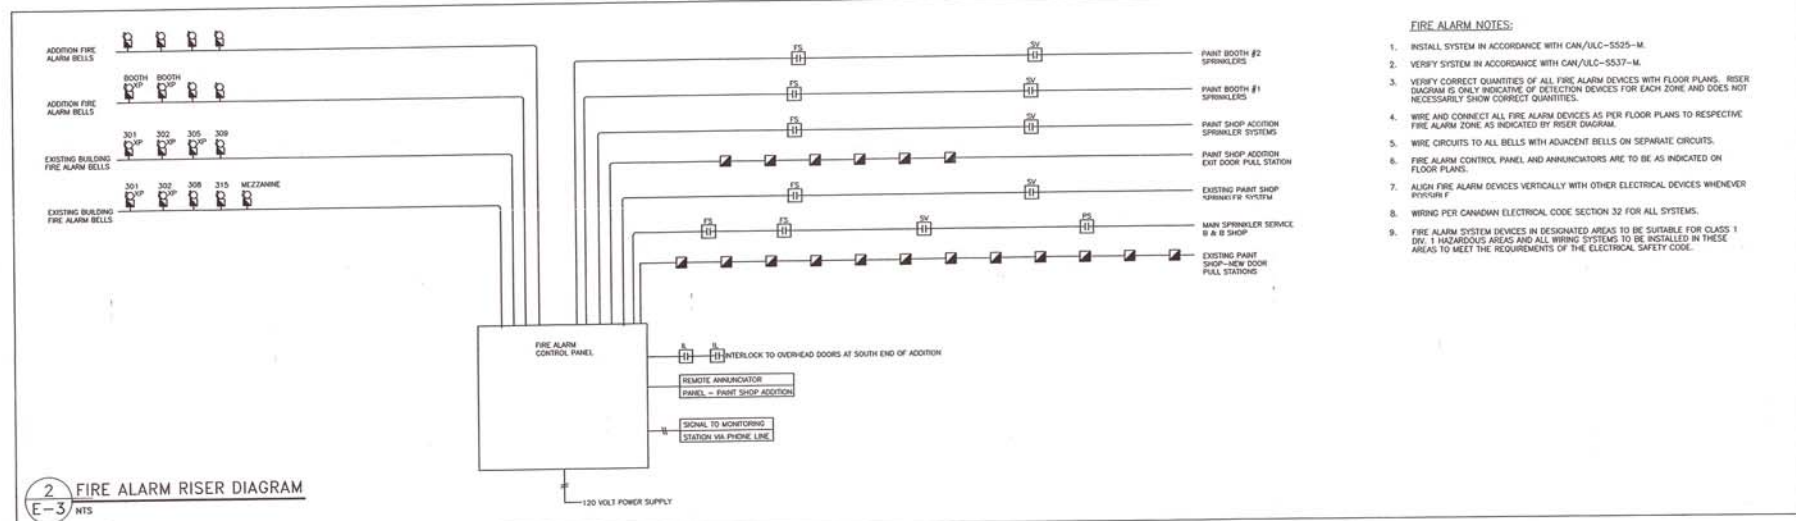 ADDITION FIRE
ALARM BELLS
BOOTH BOOTH
XP XP
ADDITION FIRE
ALARM BELLS
301 302 305 309
XP XP XP
EXISTING BUILDING
FIRE ALARM BELLS
301 302 308 315 MEZZANINE
XP XP
EXISTING BUILDING
FIRE ALARM BELLS
FS SV
PAINT BOOTH #2
SPRINKLERS
FS SV
PAINT BOOTH #1
SPRINKLERS
FS SV
PAINT SHOP ADDITION
SPRINKLER SYSTEMS
PAINT SHOP ADDITION
EXIT DOOR PULL STATION
FS SV
EXISTING PAINT SHOP
SPRINKLER SYSTEM
FS FS SV PS
MAIN SPRINKLER SERVICE
B & B SHOP
EXISTING PAINT
SHOP-NEW DOOR
PULL STATIONS
FIRE ALARM
CONTROL PANEL
IL IL
INTERLOCK TO OVERHEAD DOORS AT SOUTH END OF ADDITION
REMOTE ANNUNCIATOR
PANEL - PAINT SHOP ADDITION
SIGNAL TO MONITORING
STATION VIA PHONE LINE
120 VOLT POWER SUPPLY
2 FIRE ALARM RISER DIAGRAM
E-3 NTS
FIRE ALARM NOTES:
1. INSTALL SYSTEM IN ACCORDANCE WITH CAN/ULC-S525-M.
2. VERIFY SYSTEM IN ACCORDANCE WITH CAN/ULC-S537-M.
3. VERIFY CORRECT QUANTITIES OF ALL FIRE ALARM DEVICES WITH FLOOR PLANS. RISER
DIAGRAM IS ONLY INDICATIVE OF DETECTION DEVICES FOR EACH ZONE AND DOES NOT
NECESSARILY SHOW CORRECT QUANTITIES.
4. WIRE AND CONNECT ALL FIRE ALARM DEVICES AS PER FLOOR PLANS TO RESPECTIVE
FIRE ALARM ZONE AS INDICATED BY RISER DIAGRAM.
5. WIRE CIRCUITS TO ALL BELLS WITH ADJACENT BELLS ON SEPARATE CIRCUITS.
6. FIRE ALARM CONTROL PANEL AND ANNUNCIATORS ARE TO BE AS INDICATED ON
FLOOR PLANS.
7. ALIGN FIRE ALARM DEVICES VERTICALLY WITH OTHER ELECTRICAL DEVICES WHENEVER
POSSIBLE
8. WIRING PER CANADIAN ELECTRICAL CODE SECTION 32 FOR ALL SYSTEMS.
9. FIRE ALARM SYSTEM DEVICES IN DESIGNATED AREAS TO BE SUITABLE FOR CLASS 1
DIV. 1 HAZARDOUS AREAS AND ALL WIRING SYSTEMS TO BE INSTALLED IN THESE
AREAS TO MEET THE REQUIREMENTS OF THE ELECTRICAL SAFETY CODE.